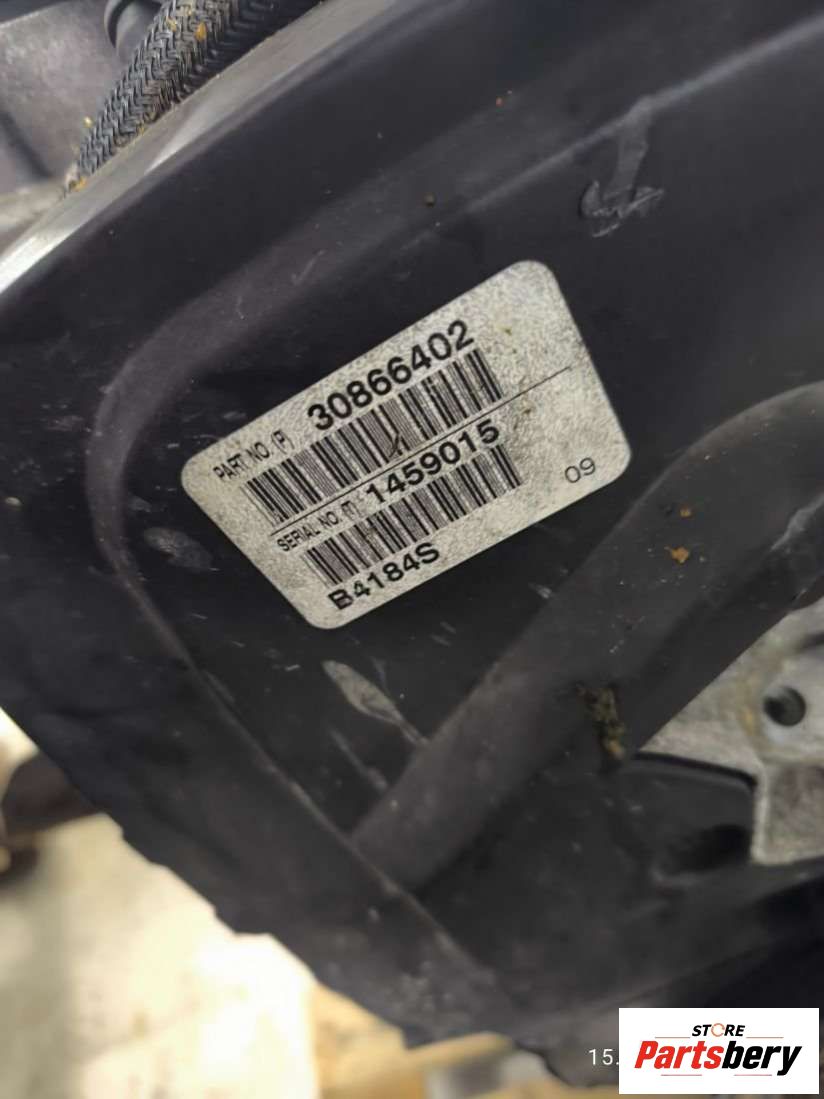 PART NO. (P) 30866402
SERIAL NO. (T) 1459015
09
B4184S
15.
STORE
Partsbery